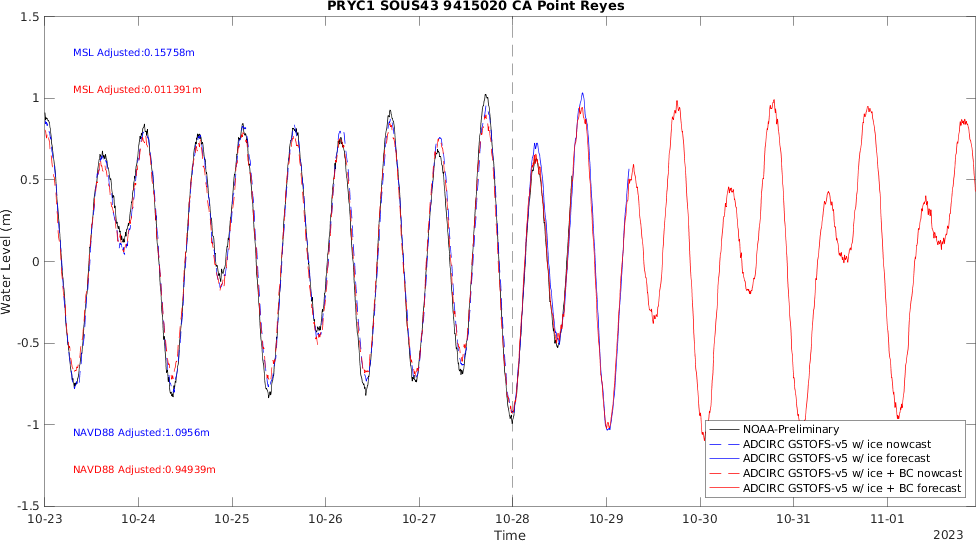 PRYC1 SOUS43 9415020 CA Point Reyes
1.5
MSL Adjusted:0.15758m
MSL Adjusted:0.011391m
1
0.5
Water Level (m)
0
-0.5
-1
NAVD88 Adjusted:1.0956m
NAVD88 Adjusted:0.94939m
NOAA-Preliminary
ADCIRC GSTOFS-v5 w/ ice nowcast
ADCIRC GSTOFS-v5 w/ ice forecast
ADCIRC GSTOFS-v5 w/ ice + BC nowcast
ADCIRC GSTOFS-v5 w/ ice + BC forecast
-1.5
10-23 10-24 10-25 10-26 10-27 10-28 10-29 10-30 10-31 11-01
Time
2023